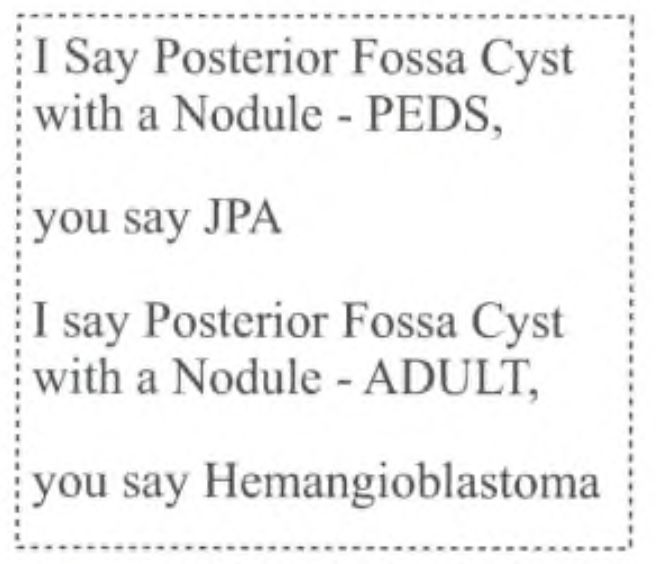 I Say Posterior Fossa Cyst
with a Nodule - PEDS,
you say JPA
I say Posterior Fossa Cyst
with a Nodule - ADULT,
you say Hemangioblastoma